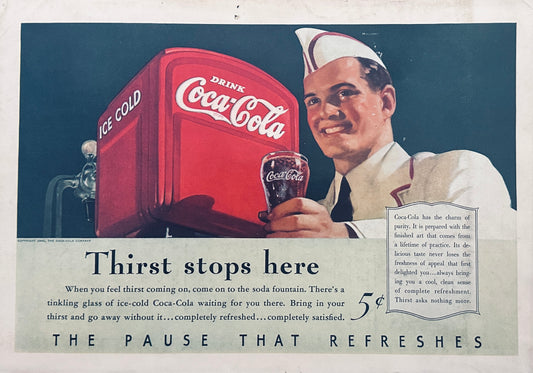 ICE COLD
DRINK
Coca-Cola
Coca-Cola
COPYRIGHT THE COCA-COLA COMPANY
Thirst stops here
When you feel thirst coming on, come on to the soda fountain. There's a
tinkling glass of ice-cold Coca-Cola waiting for you there. Bring in your
thirst and go away without it...completely refreshed...completely satisfied.
5¢
Coca-Cola has the charm of
purity. It is prepared with the
finished art that comes from
a lifetime of practice. Its de-
licious taste never loses the
freshness of appeal that first
delighted you...always bring-
ing you a cool, clean sense
of complete refreshment.
Thirst asks nothing more.
THE PAUSE THAT REFRESHES